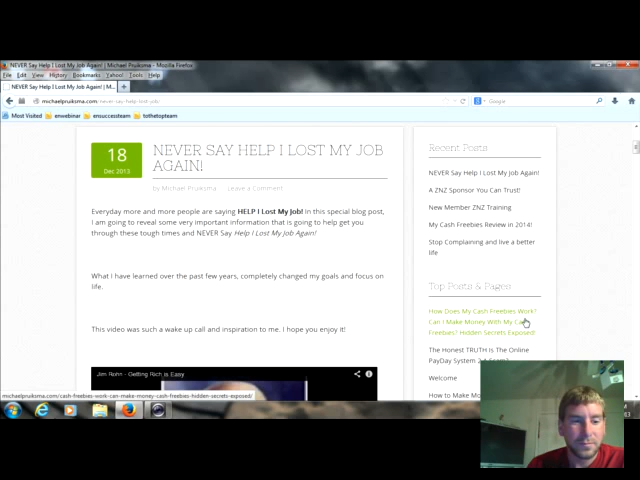 NEVER Say Help I Lost My Job Again! | Michael Pruiksma - Mozilla Firefox
File Edit View History Bookmarks Yahoo Tools Help
NEVER Say Help I Lost My Job Again! | M...
michaelpruiksma.com/never-say-help-lost-job/
Google
Most Visited enwebinar ensuccessteam tothetopteam
18
Dec 2013
NEVER SAY HELP I LOST MY JOB
AGAIN!
by Michael Pruiksma Leave a Comment
Everyday more and more people are saying HELP I Lost My Job! In this special blog post,
I am going to reveal some very important information that is going to help get you
through these tough times and NEVER Say Help I Lost My Job Again!
What I have learned over the past few years, completely changed my goals and focus on
life.
This video was such a wake up call and inspiration to me. I hope you enjoy it!
Jim Rohn - Getting Rich is Easy
Recent Posts
NEVER Say Help I Lost My Job Again!
A ZNZ Sponsor You Can Trust!
New Member ZNZ Training
My Cash Freebies Review in 2014!
Stop Complaining and live a better
life
Top Posts & Pages
How Does My Cash Freebies Work?
Can I Make Money With My
Freebies? Hidden Secrets Exposed!
The Honest TRUTH Is The Online
PayDay System 2
Welcome
How to Make
michaelpruiksma.com/cash-freebies-work-can-make-money-cash-freebies-hidden-secrets-exposed/